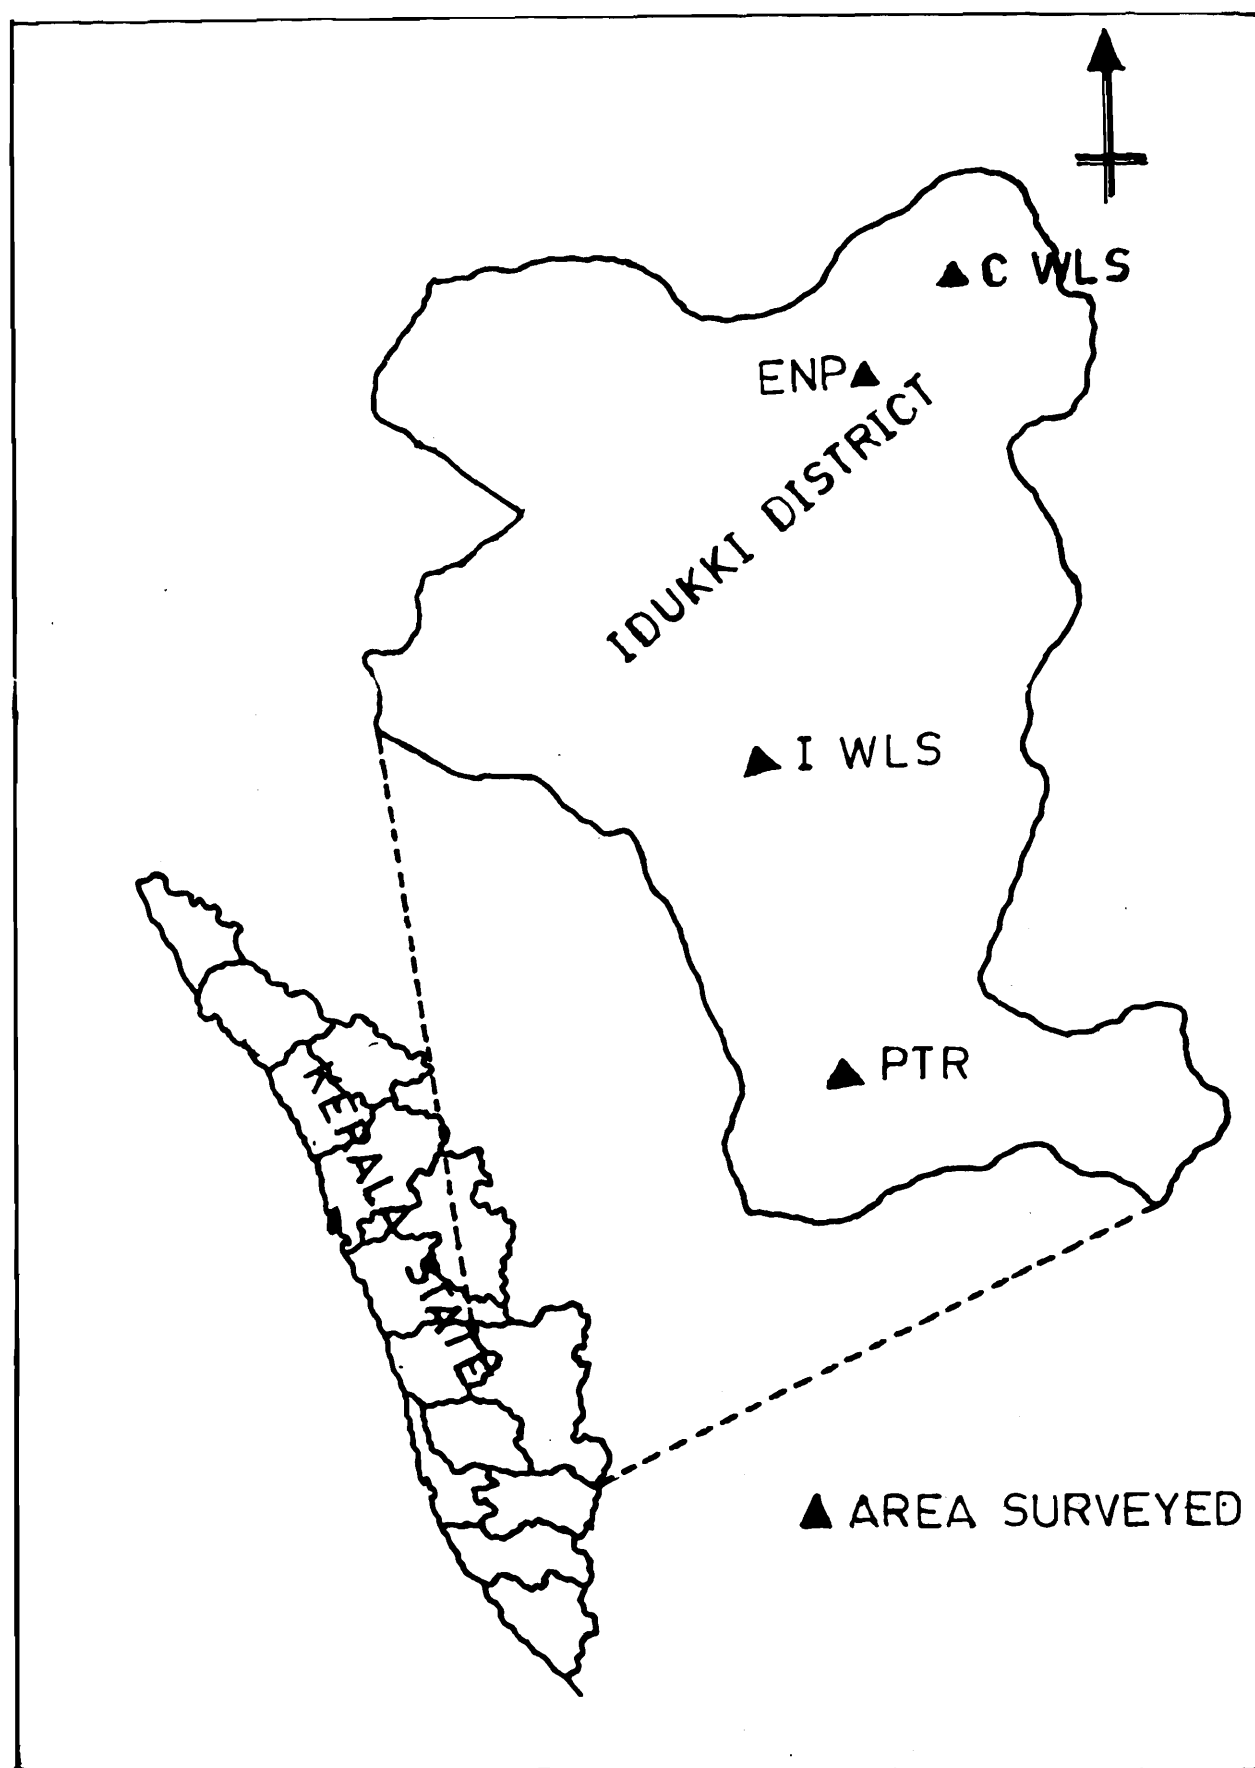 C WLS
ENP
IDUKKI DISTRICT
I WLS
PTR
KERALA STATE
AREA SURVEYED